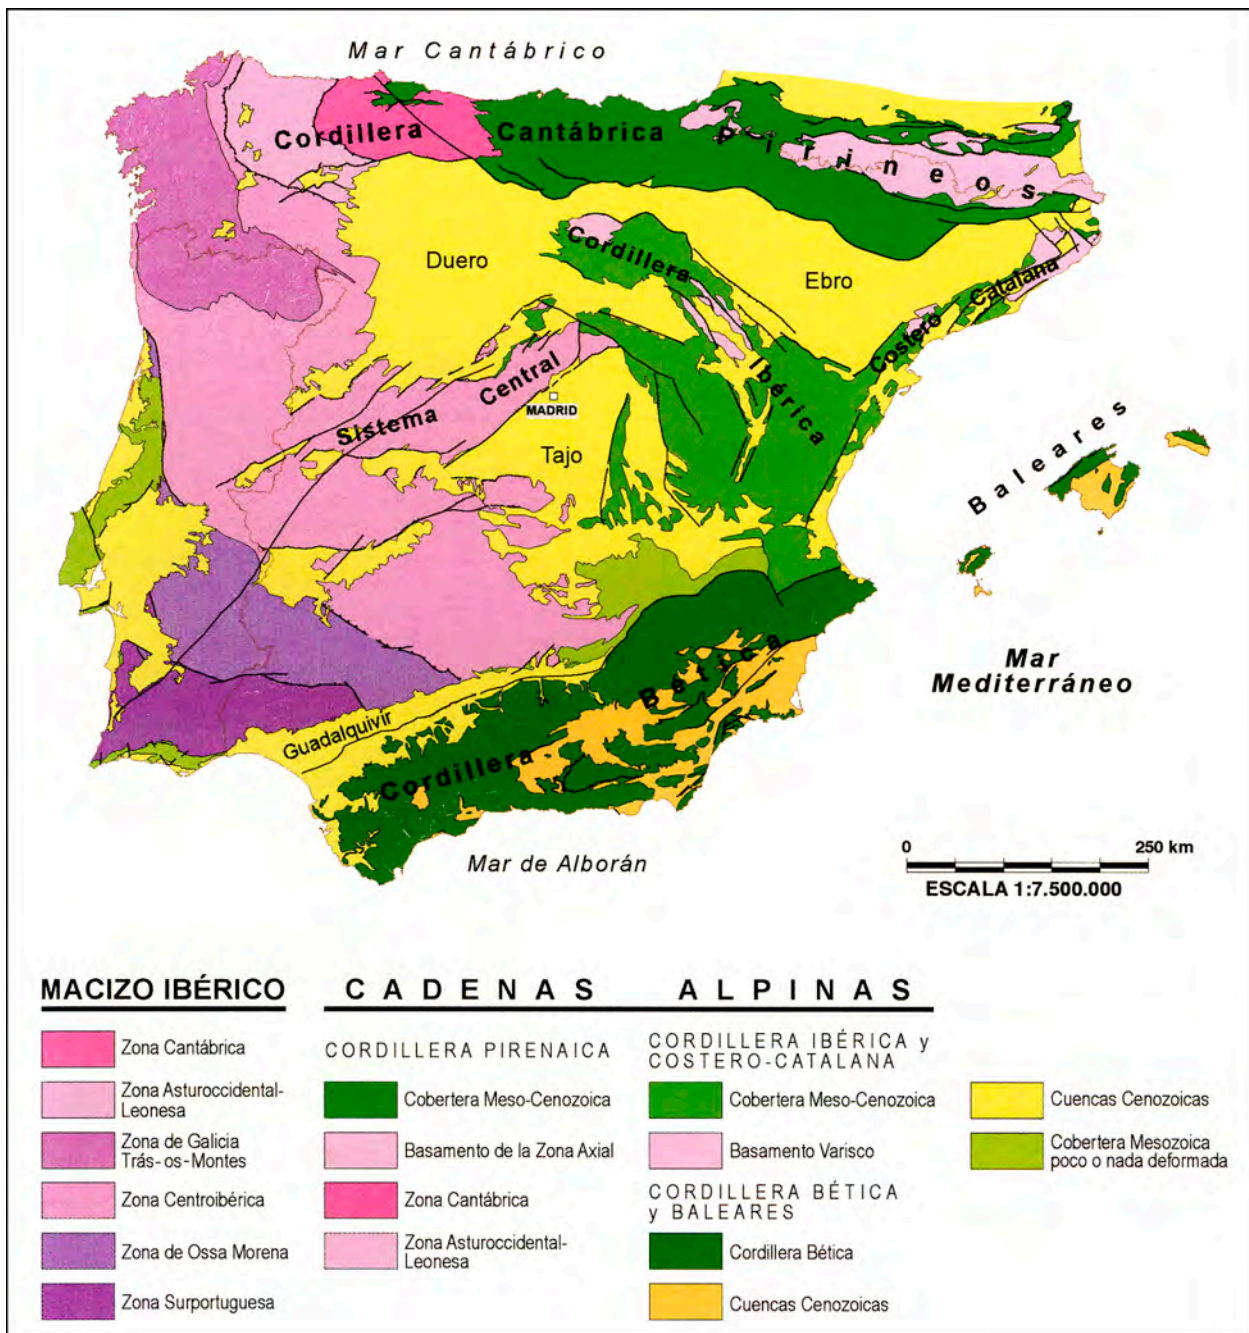 Mar Cantábrico
Cordillera Cantábrica
Pirineos
Duero
Cordillera Ibérica
Ebro
Costero Catalana
Sistema Central
MADRID
Tajo
Baleares
Mar
Mediterráneo
Guadalquivir
Cordillera Bética
Mar de Alborán
0 250 km
ESCALA 1:7.500.000
MACIZO IBÉRICO
Zona Cantábrica
Zona Asturoccidental-
Leonesa
Zona de Galicia
Trás-os-Montes
Zona Centroibérica
Zona de Ossa Morena
Zona Surportuguesa
CADENAS ALPINAS
CORDILLERA PIRENAICA
Cobertera Meso-Cenozoica
Basamento de la Zona Axial
Zona Cantábrica
Zona Asturoccidental-
Leonesa
CORDILLERA IBÉRICA y
COSTERO-CATALANA
Cobertera Meso-Cenozoica
Basamento Varisco
CORDILLERA BÉTICA
y BALEARES
Cordillera Bética
Cuencas Cenozoicas
Cuencas Cenozoicas
Cobertera Mesozoica
poco o nada deformada